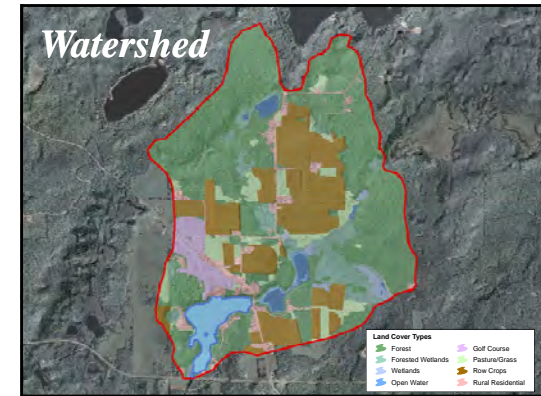 Watershed
Land Cover Types
Forest
Forested Wetlands
Wetlands
Open Water
Golf Course
Pasture/Grass
Row Crops
Rural Residential